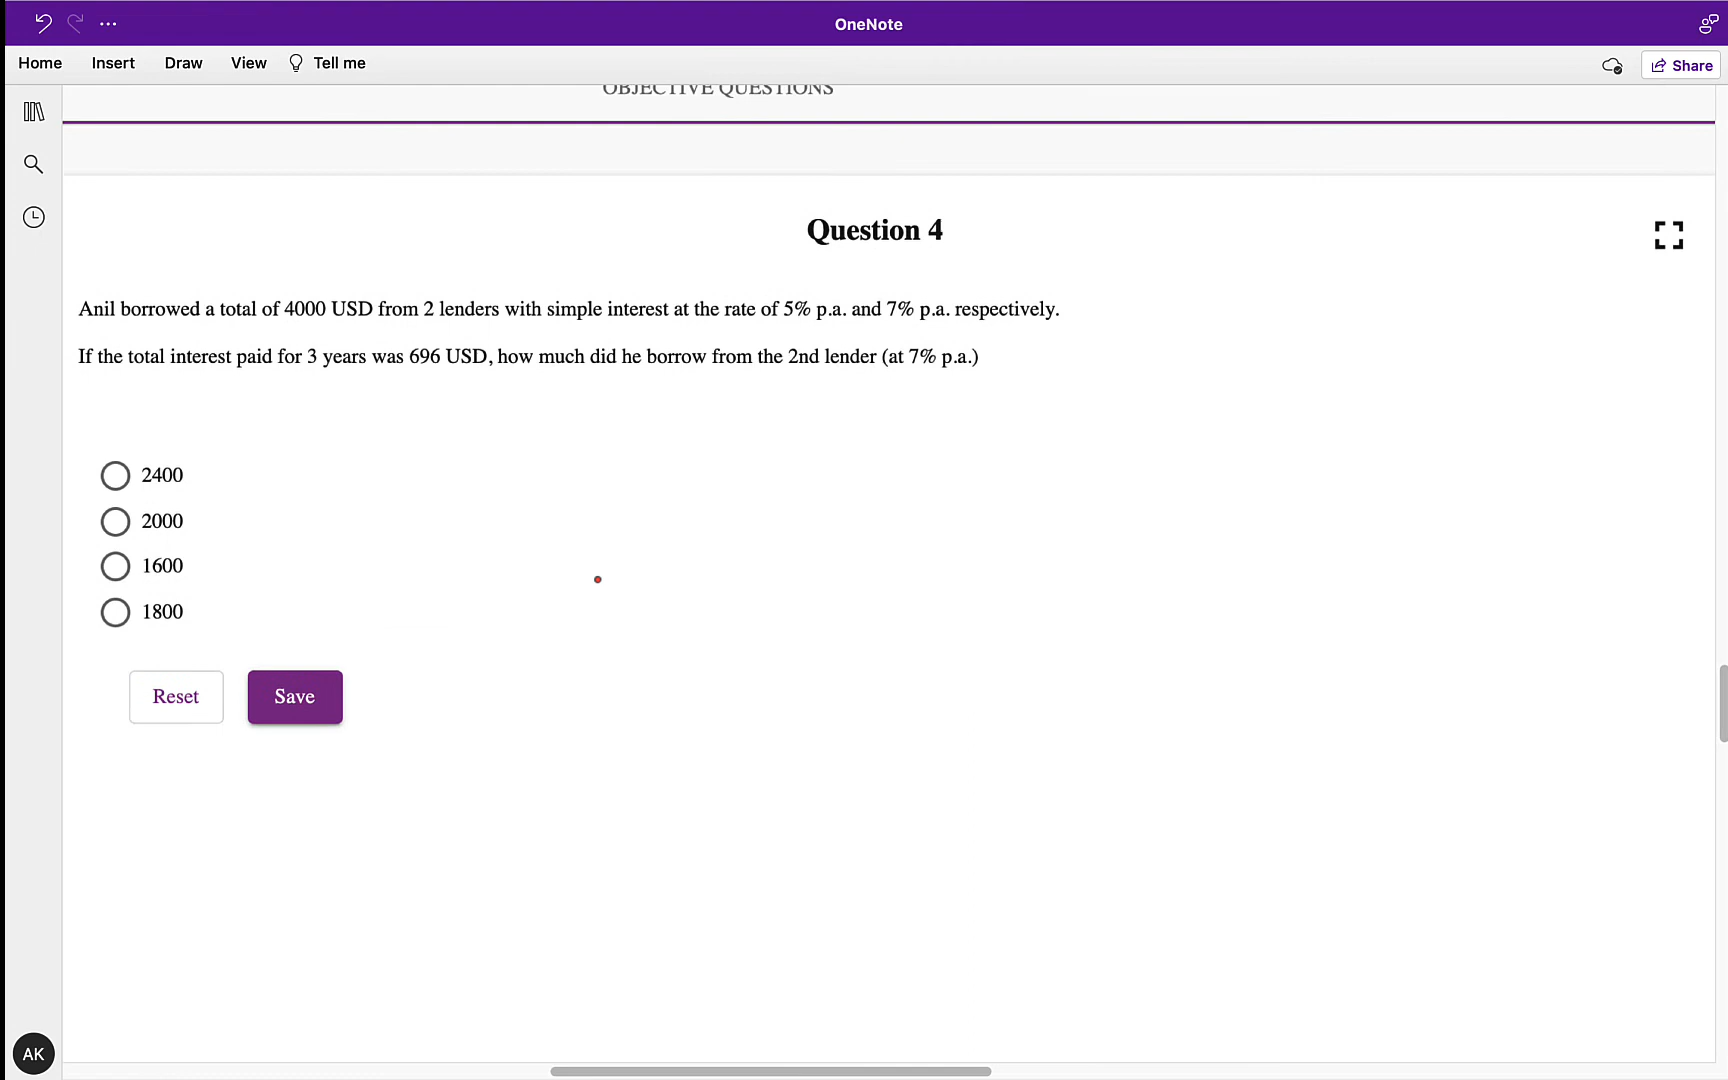 OneNote
Home Insert Draw View Tell me Share
OBJECTIVE QUESTIONS
Question 4
Anil borrowed a total of 4000 USD from 2 lenders with simple interest at the rate of 5% p.a. and 7% p.a. respectively.
If the total interest paid for 3 years was 696 USD, how much did he borrow from the 2nd lender (at 7% p.a.)
2400
2000
1600
1800
Reset Save
AK